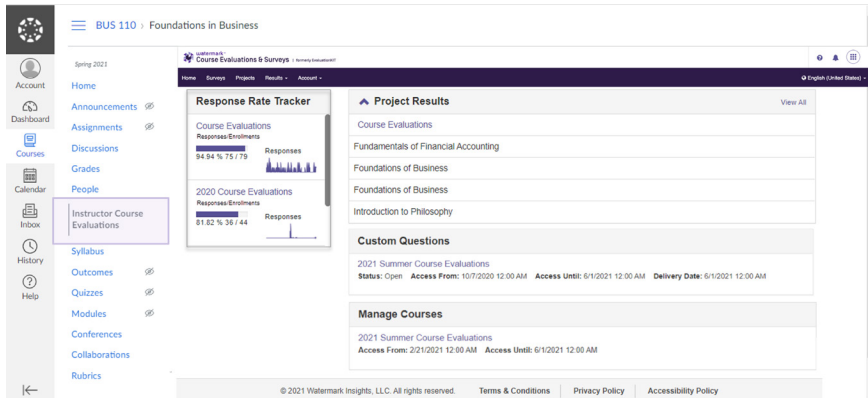 BUS 110 › Foundations in Business
Account
Dashboard
Courses
Calendar
Inbox
History
Help
Spring 2021
Home
Announcements
Assignments
Discussions
Grades
People
Instructor Course
Evaluations
Syllabus
Outcomes
Quizzes
Modules
Conferences
Collaborations
Rubrics
watermark™
Course Evaluations & Surveys | formerly EvaluationKIT
Home Surveys Projects Results Account
English (United States)
Response Rate Tracker
Course Evaluations
Responses/Enrollments
Responses
94.94 % 75 / 79
2020 Course Evaluations
Responses/Enrollments
Responses
81.82 % 36 / 44
Project Results
View All
Course Evaluations
Fundamentals of Financial Accounting
Foundations of Business
Foundations of Business
Introduction to Philosophy
Custom Questions
2021 Summer Course Evaluations
Status: Open Access From: 10/7/2020 12:00 AM Access Until: 6/1/2021 12:00 AM Delivery Date: 6/1/2021 12:00 AM
Manage Courses
2021 Summer Course Evaluations
Access From: 2/21/2021 12:00 AM Access Until: 6/1/2021 12:00 AM
© 2021 Watermark Insights, LLC. All rights reserved. Terms & Conditions | Privacy Policy | Accessibility Policy